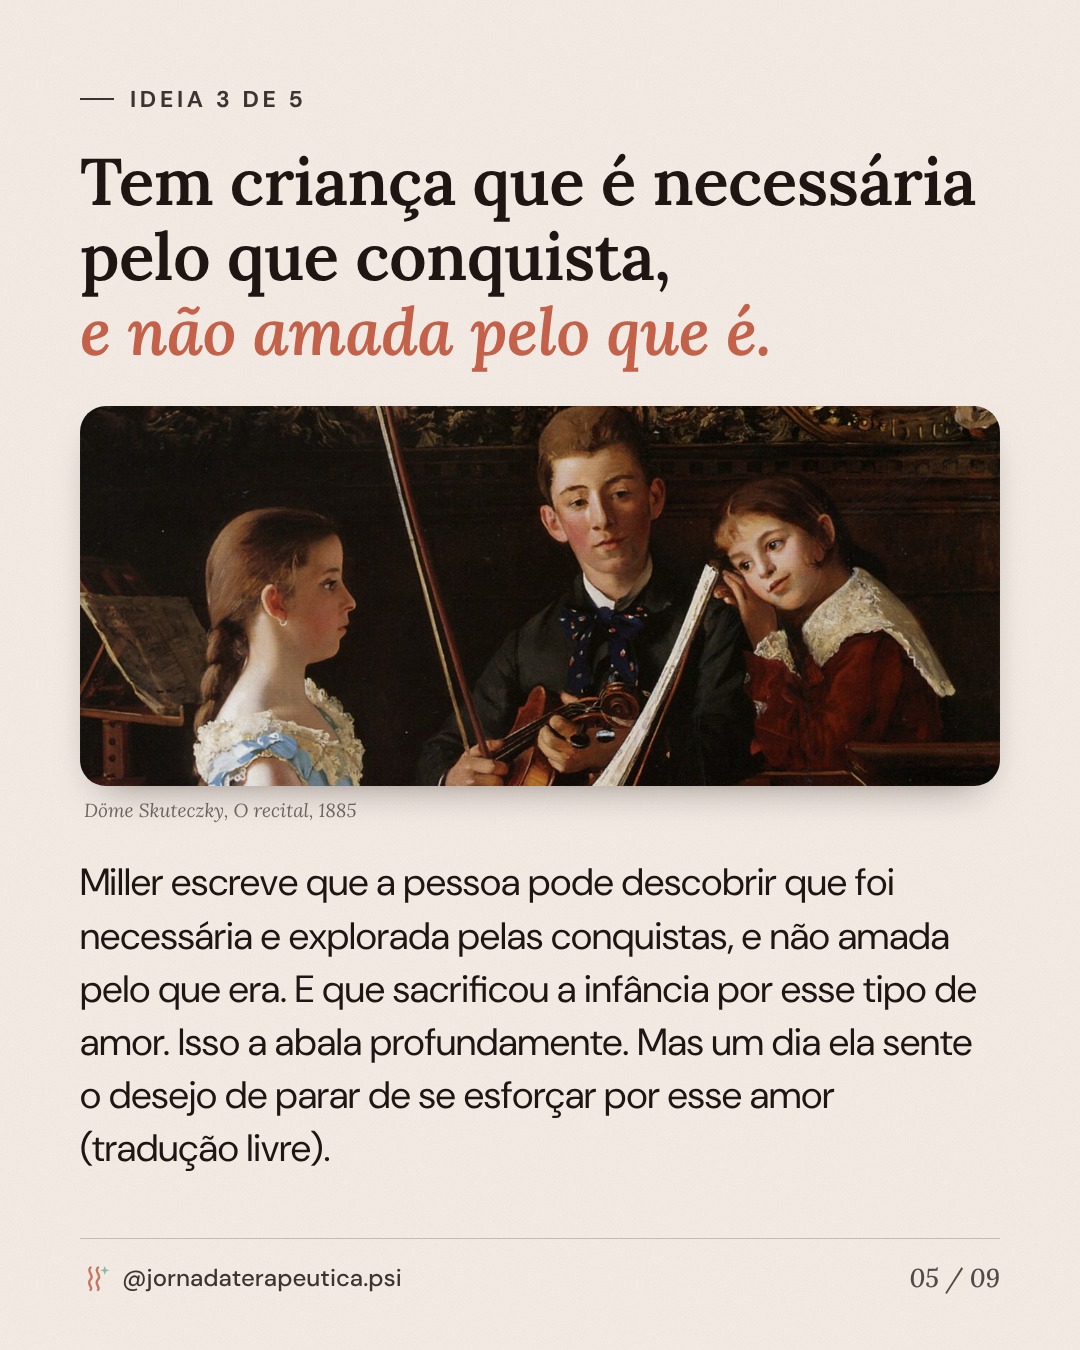 — IDEIA 3 DE 5
Tem criança que é necessária
pelo que conquista,
e não amada pelo que é.
Döme Skuteczky, O recital, 1885
Miller escreve que a pessoa pode descobrir que foi
necessária e explorada pelas conquistas, e não amada
pelo que era. E que sacrificou a infância por esse tipo de
amor. Isso a abala profundamente. Mas um dia ela sente
o desejo de parar de se esforçar por esse amor
(tradução livre).
@jornadaterapeutica.psi
05 / 09